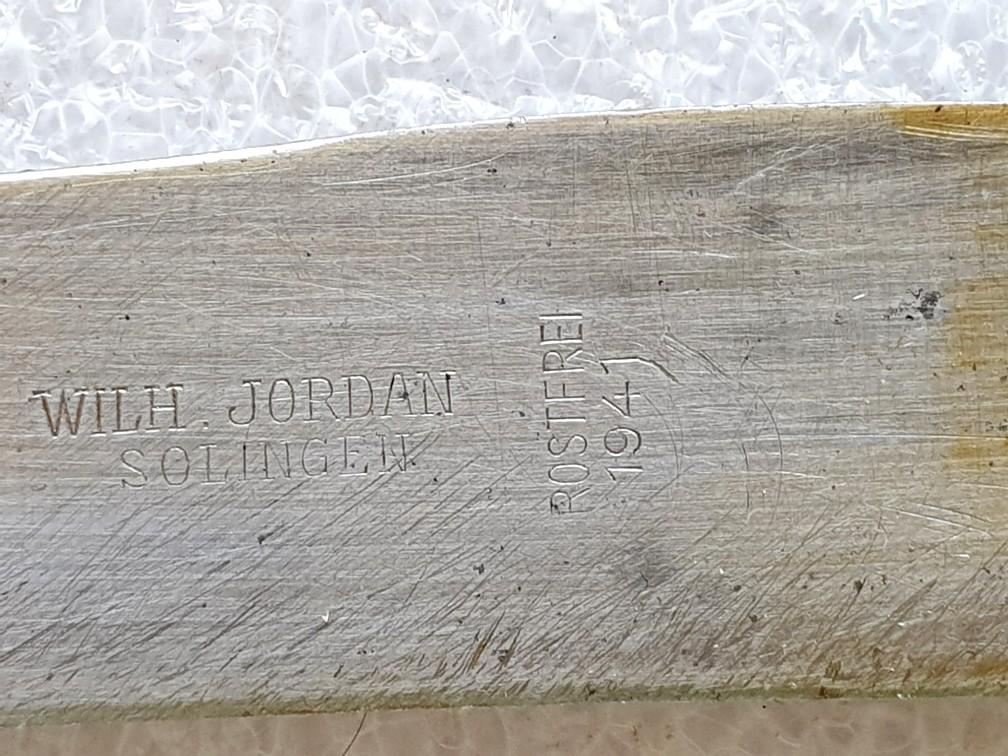 WILH. JORDAN
SOLINGEN
ROSTFREI
1941